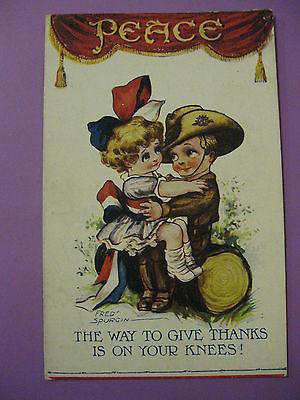 PEACE
FRED
SPURGIN
THE WAY TO GIVE THANKS
IS ON YOUR KNEES!